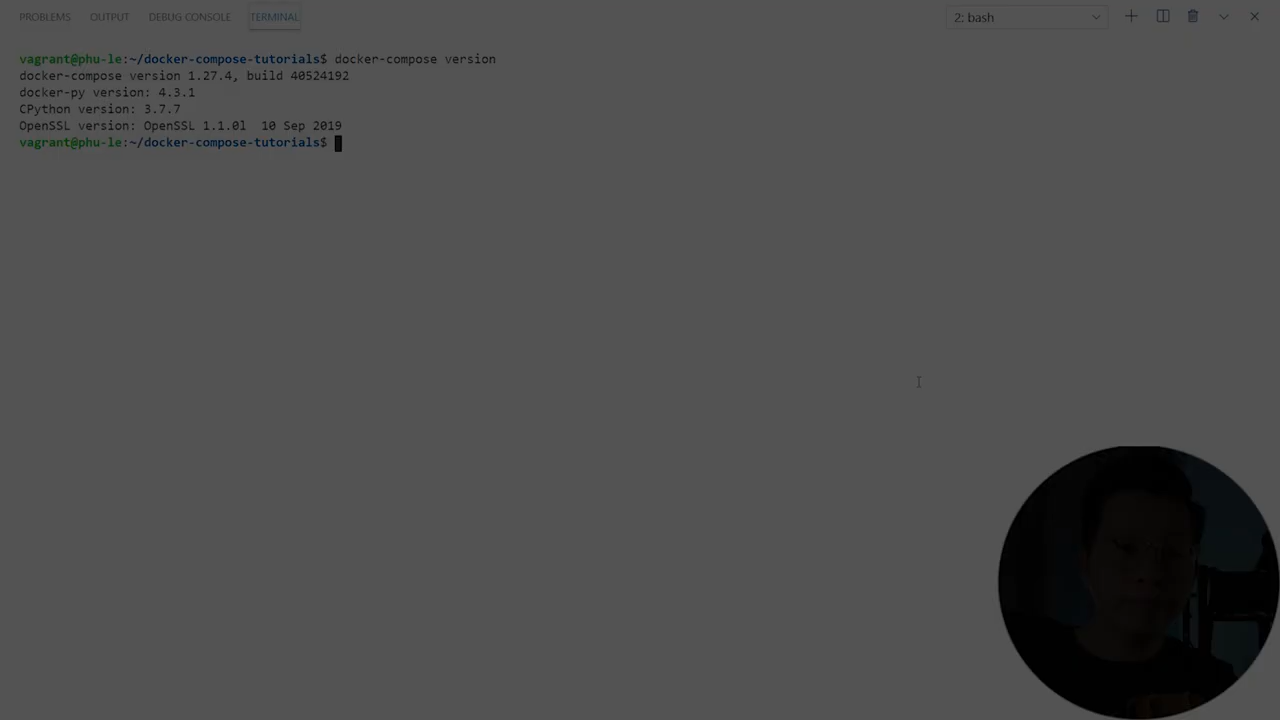 PROBLEMS OUTPUT DEBUG CONSOLE TERMINAL 2: bash
vagrant@phu-le:~/docker-compose-tutorials$ docker-compose version
docker-compose version 1.27.4, build 40524192
docker-py version: 4.3.1
CPython version: 3.7.7
OpenSSL version: OpenSSL 1.1.0l  10 Sep 2019
vagrant@phu-le:~/docker-compose-tutorials$